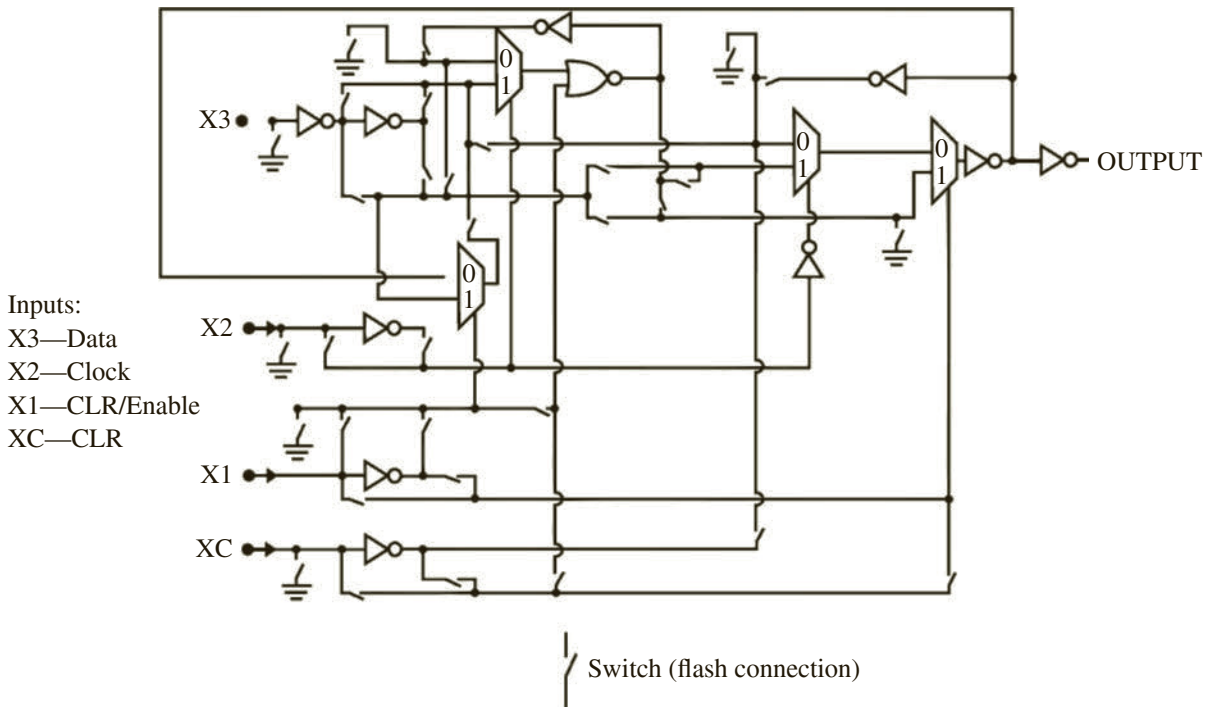 0
1
0
1
0
1
0
1
X3
OUTPUT
Inputs:
X3—Data
X2—Clock
X1—CLR/Enable
XC—CLR
X2
X1
XC
Switch (flash connection)